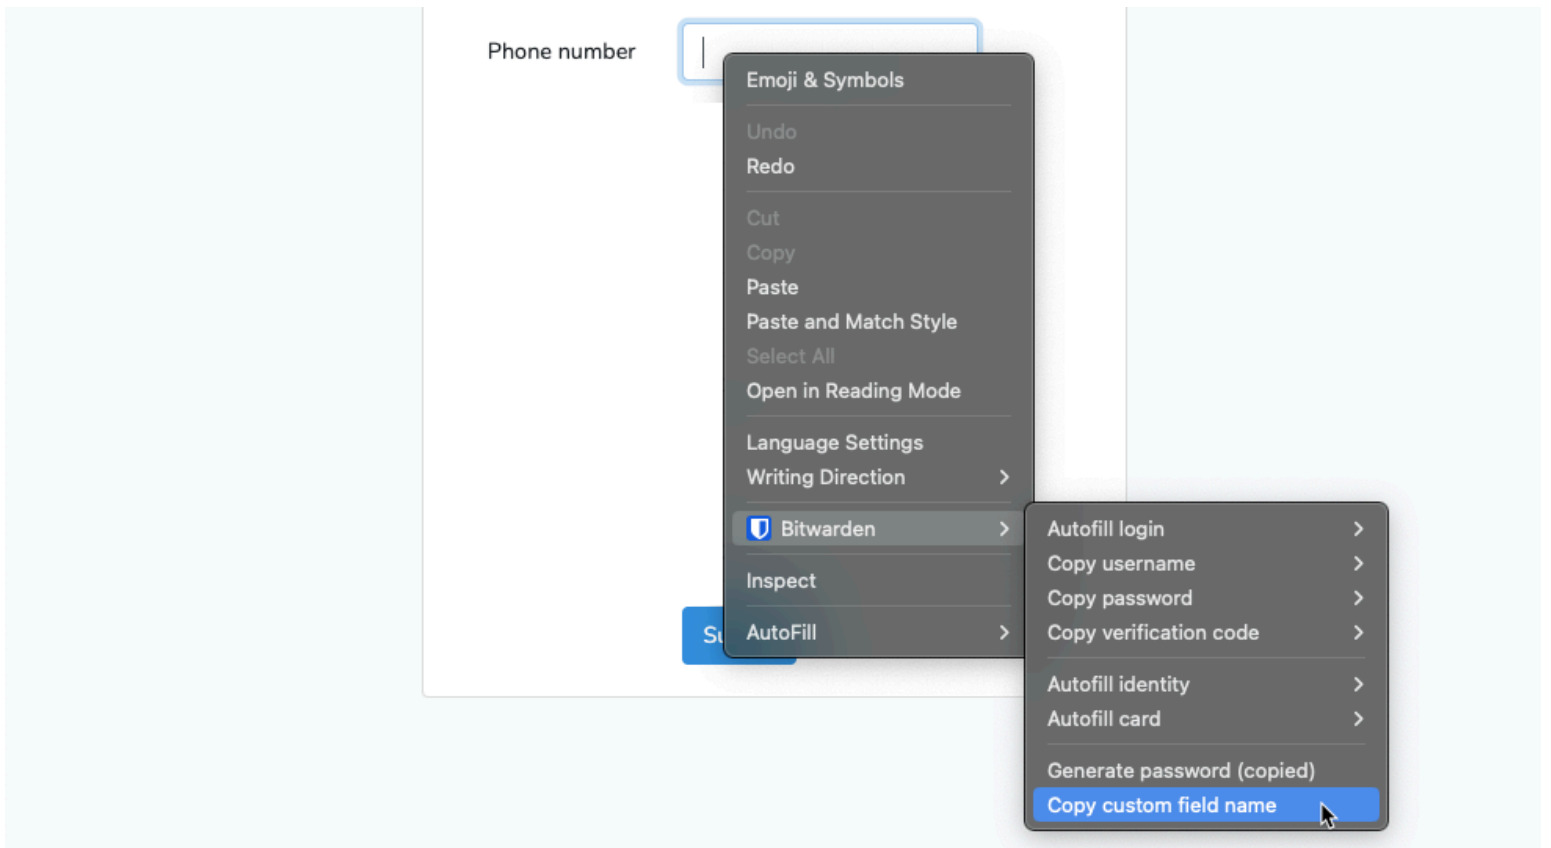 Phone number
Emoji & Symbols
Undo
Redo
Cut
Copy
Paste
Paste and Match Style
Select All
Open in Reading Mode
Language Settings
Writing Direction
Bitwarden
Inspect
AutoFill
Autofill login
Copy username
Copy password
Copy verification code
Autofill identity
Autofill card
Generate password (copied)
Copy custom field name